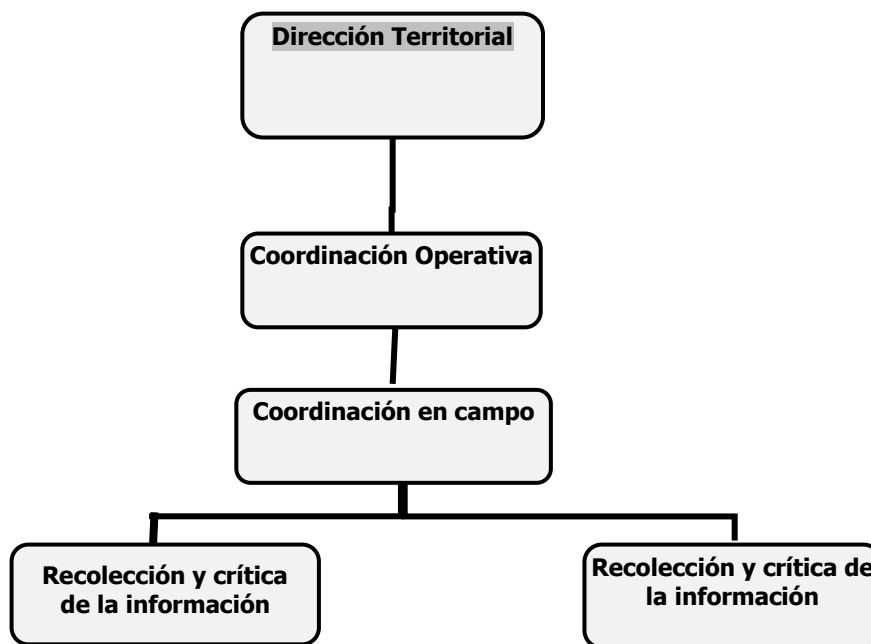 Dirección Territorial
Coordinación Operativa
Coordinación en campo
Recolección y crítica
de la información
Recolección y crítica de
la información